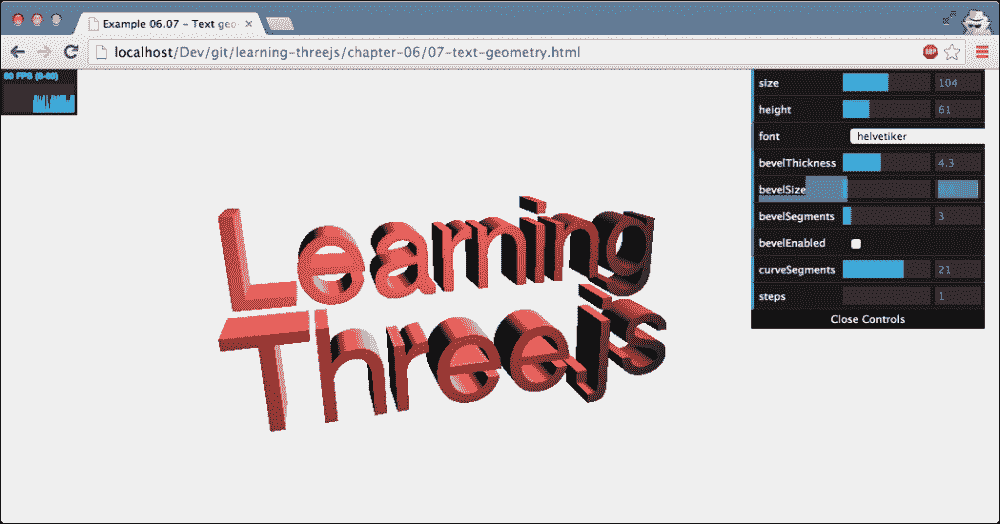 Example 06.07 - Text geo
localhost/Dev/git/learning-threejs/chapter-06/07-text-geometry.html
ABP
60 FPS (0-60)
size 104
height 61
font helvetiker
bevelThickness 4.3
bevelSize
bevelSegments 3
bevelEnabled
curveSegments 21
steps 1
Close Controls
Learning
Threejs